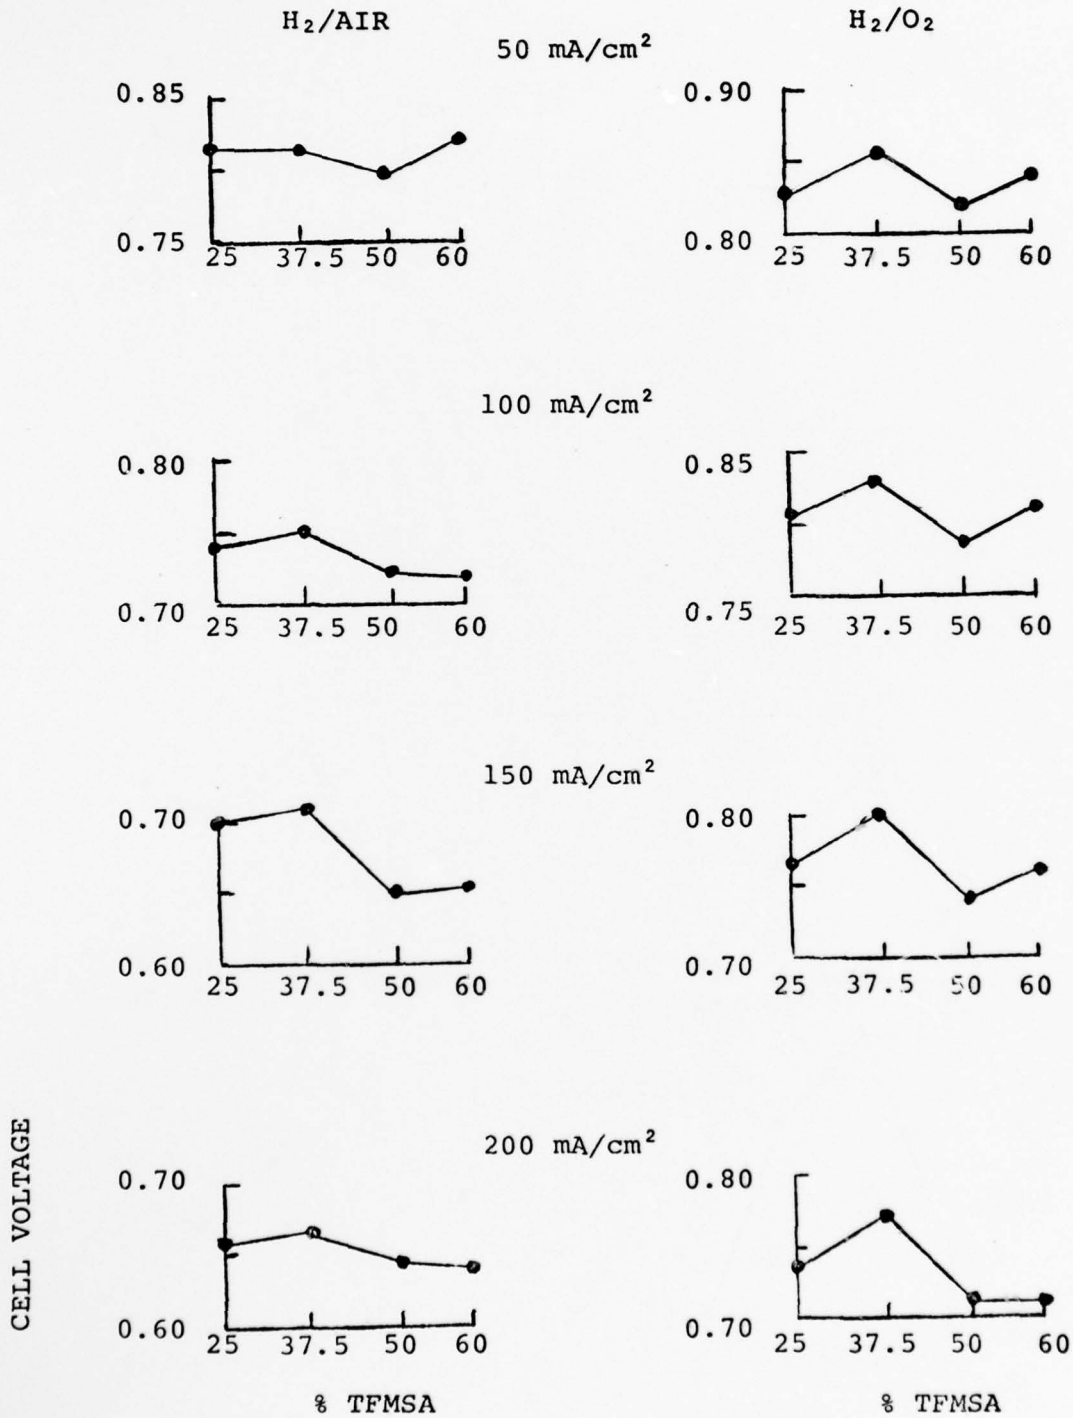 H₂/AIR H₂/O₂
50 mA/cm²
0.85 0.90
0.75 0.80
25 37.5 50 60 25 37.5 50 60
100 mA/cm²
0.80 0.85
0.70 0.75
25 37.5 50 60 25 37.5 50 60
150 mA/cm²
0.70 0.80
0.60 0.70
25 37.5 50 60 25 37.5 50 60
200 mA/cm²
0.70 0.80
0.60 0.70
25 37.5 50 60 25 37.5 50 60
CELL VOLTAGE
% TFMSA % TFMSA